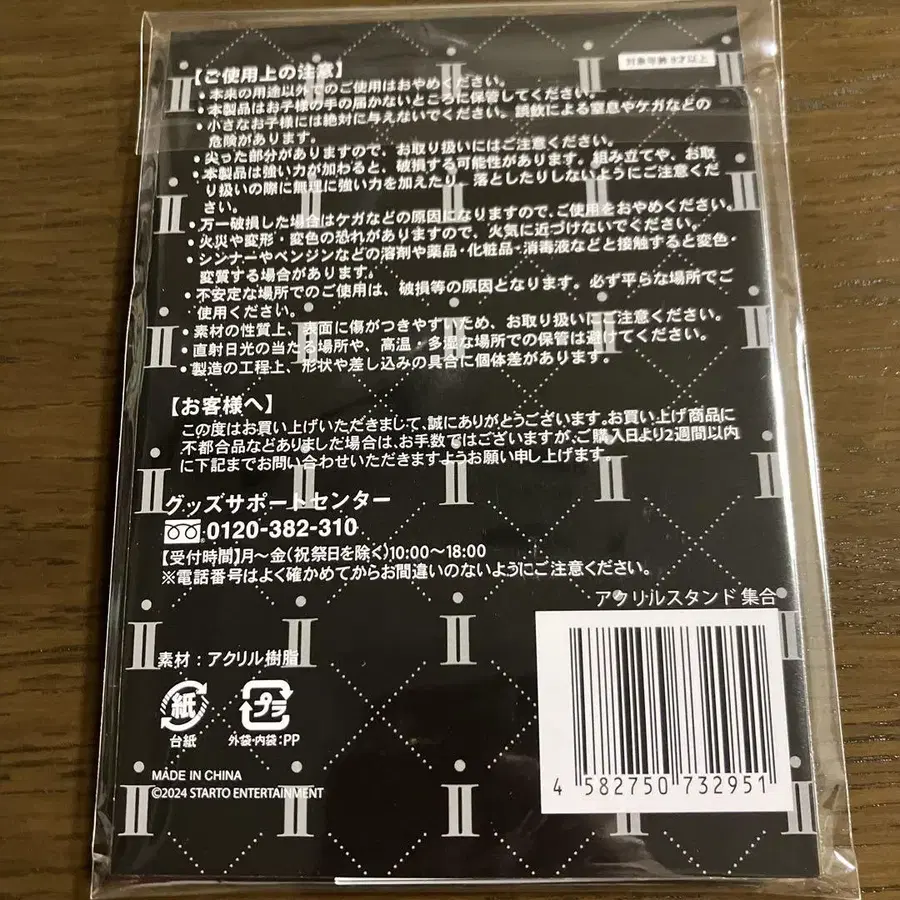 対象年齢 8才以上
【ご使用上の注意】
・本来の用途以外でのご使用はおやめください。
・本製品はお子様の手の届かないところに保管してください。
・小さなお子様には絶対に与えないでください。誤飲による窒息やケガなどの
危険があります。
・尖った部分がありますので、お取り扱いにはご注意ください。
・本製品は強い力が加わると、破損する可能性があります。組み立てや、お取
り扱いの際に無理に強い力を加えたり、落としたりしないようにご注意くだ
さい。
・万一破損した場合はケガなどの原因になりますので、ご使用をおやめください。
・火災や変形・変色の恐れがありますので、火気に近づけないでください。
・シンナーやベンジンなどの溶剤や薬品・化粧品・消毒液などと接触すると変色・
変質する場合があります。
・不安定な場所でのご使用は、破損等の原因となります。必ず平らな場所でご
使用ください。
・素材の性質上、表面に傷がつきやすいため、お取り扱いにご注意ください。
・直射日光の当たる場所や、高温・多湿な場所での保管は避けてください。
・製造の工程上、形状や差し込みの具合に個体差があります。
【お客様へ】
この度はお買い上げいただきまして、誠にありがとうございます。お買い上げ商品に
不都合品などありました場合は、お手数ではございますが、ご購入日より2週間以内
に下記までお問い合わせいただきますようお願い申し上げます。
グッズサポートセンター
0120-382-310
【受付時間】月〜金(祝祭日を除く)10:00〜18:00
※電話番号はよく確かめてからお間違いのないようにご注意ください。
アクリルスタンド 集合
素材：アクリル樹脂
紙
プラ
台紙
外袋・内袋：PP
4 582750 732951
MADE IN CHINA
©2024 STARTO ENTERTAINMENT